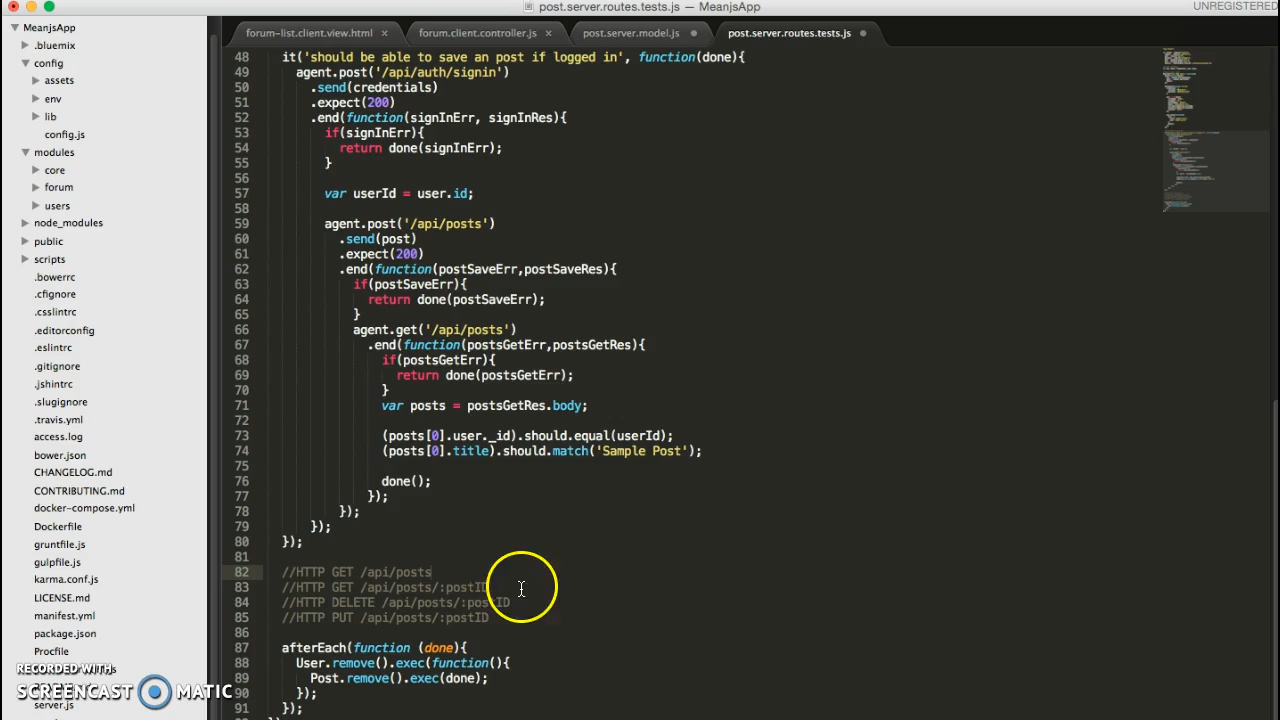 post.server.routes.tests.js — MeanjsApp
UNREGISTERED
MeanjsApp
.bluemix
config
assets
env
lib
config.js
modules
core
forum
users
node_modules
public
scripts
.bowerrc
.cfignore
.csslintrc
.editorconfig
.eslintrc
.gitignore
.jshintrc
.slugignore
.travis.yml
access.log
bower.json
CHANGELOG.md
CONTRIBUTING.md
docker-compose.yml
Dockerfile
gruntfile.js
gulpfile.js
karma.conf.js
LICENSE.md
manifest.yml
package.json
Procfile
RECORDED WITH
SCREENCAST MATIC
server.js
forum-list.client.view.html × forum.client.controller.js × post.server.model.js post.server.routes.tests.js
48 it('should be able to save an post if logged in', function(done){
49 agent.post('/api/auth/signin')
50 .send(credentials)
51 .expect(200)
52 .end(function(signInErr, signInRes){
53 if(signInErr){
54 return done(signInErr);
55 }
56
57 var userId = user.id;
58
59 agent.post('/api/posts')
60 .send(post)
61 .expect(200)
62 .end(function(postSaveErr,postSaveRes){
63 if(postSaveErr){
64 return done(postSaveErr);
65 }
66 agent.get('/api/posts')
67 .end(function(postsGetErr,postsGetRes){
68 if(postsGetErr){
69 return done(postsGetErr);
70 }
71 var posts = postsGetRes.body;
72
73 (posts[0].user._id).should.equal(userId);
74 (posts[0].title).should.match('Sample Post');
75
76 done();
77 });
78 });
79 });
80 });
81
82 //HTTP GET /api/posts
83 //HTTP GET /api/posts/:postID
84 //HTTP DELETE /api/posts/:postID
85 //HTTP PUT /api/posts/:postID
86
87 afterEach(function (done){
88 User.remove().exec(function(){
89 Post.remove().exec(done);
90 });
91 });